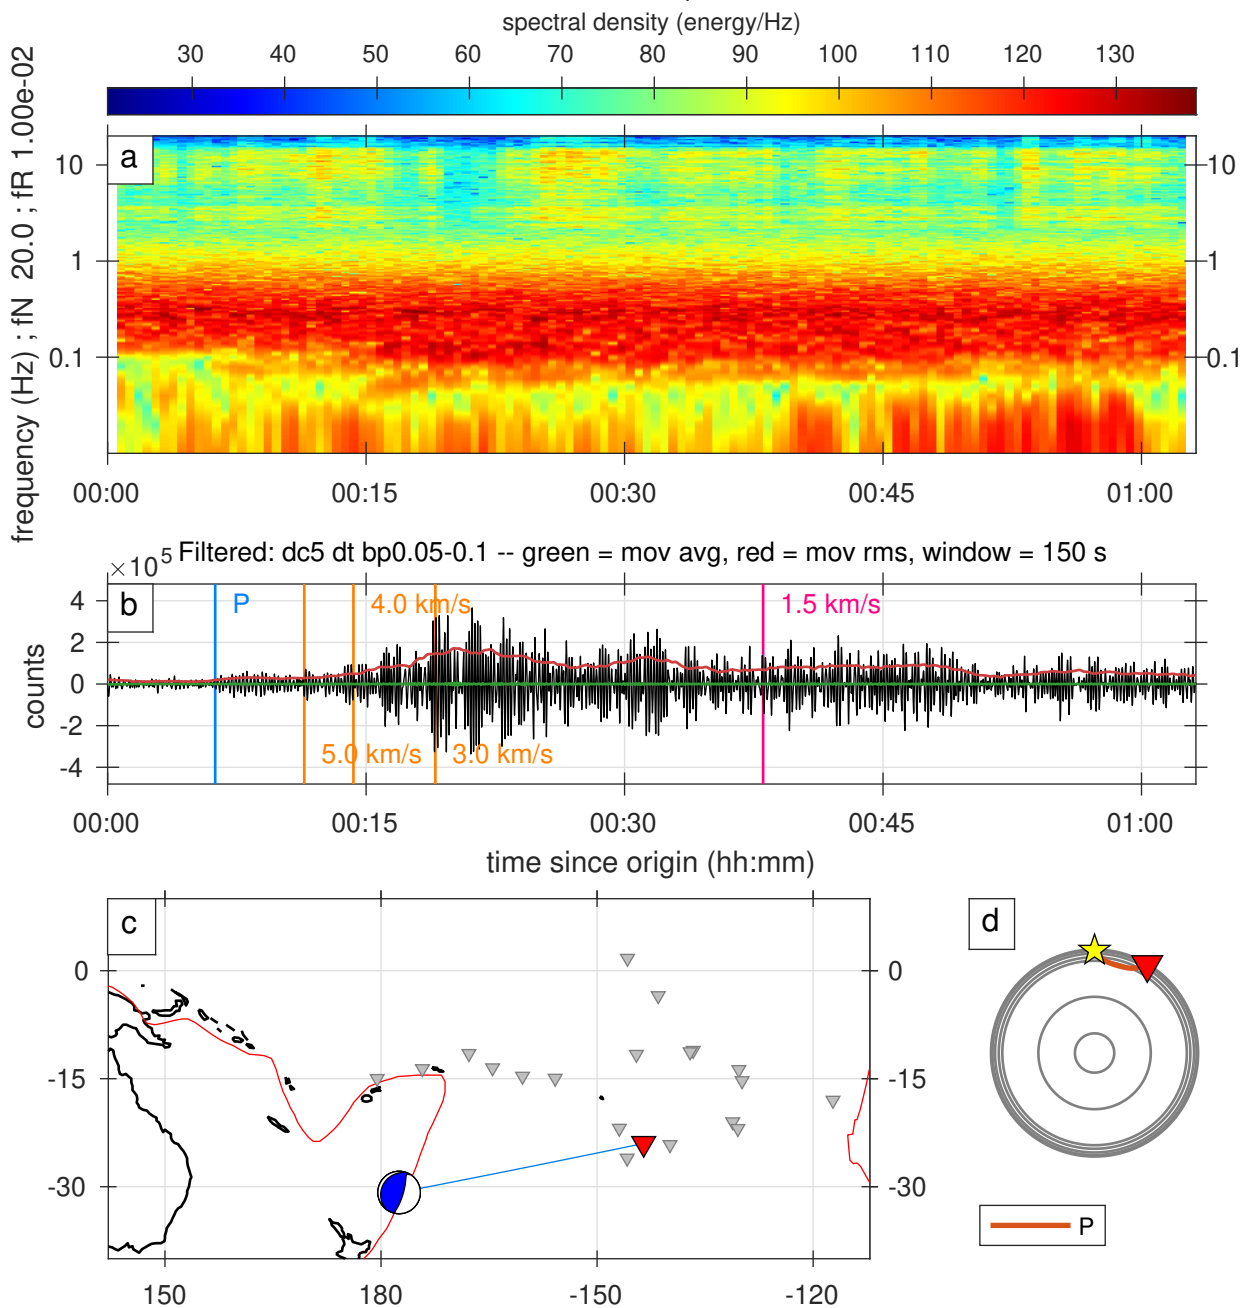 spectral density (energy/Hz)
30 40 50 60 70 80 90 100 110 120 130
a
10 10
1 1
0.1 0.1
frequency (Hz) ; fN 20.0 ; fR 1.00e-02
00:00 00:15 00:30 00:45 01:00
Filtered: dc5 dt bp0.05-0.1 -- green = mov avg, red = mov rms, window = 150 s
×10^5
b
P 4.0 km/s 1.5 km/s
5.0 km/s 3.0 km/s
4
2
0
-2
-4
counts
00:00 00:15 00:30 00:45 01:00
time since origin (hh:mm)
c
0 0
-15 -15
-30 -30
150 180 -150 -120
d
P